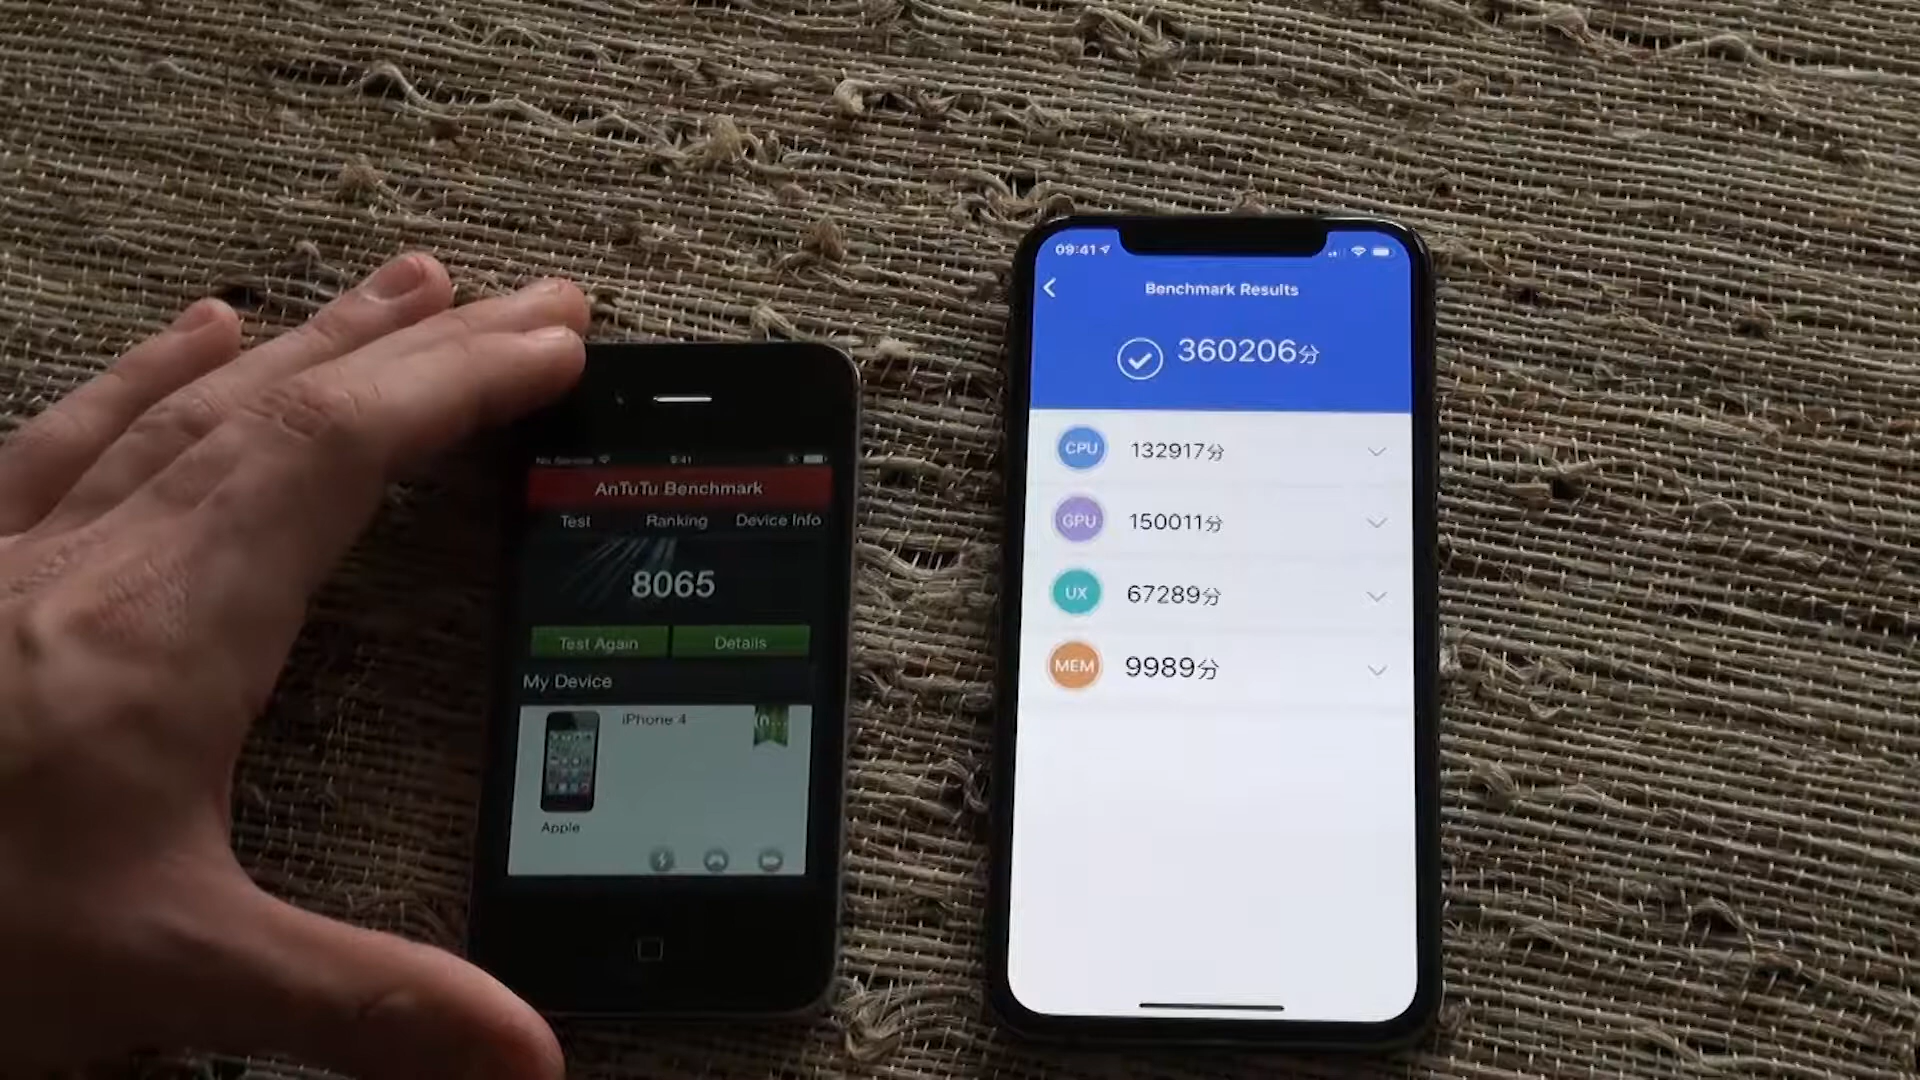 9:41
AnTuTu Benchmark
Test Ranking Device Info
8065
Test Again Details
My Device
iPhone 4
Apple
09:41
Benchmark Results
360206分
CPU 132917分
GPU 150011分
UX 67289分
MEM 9989分